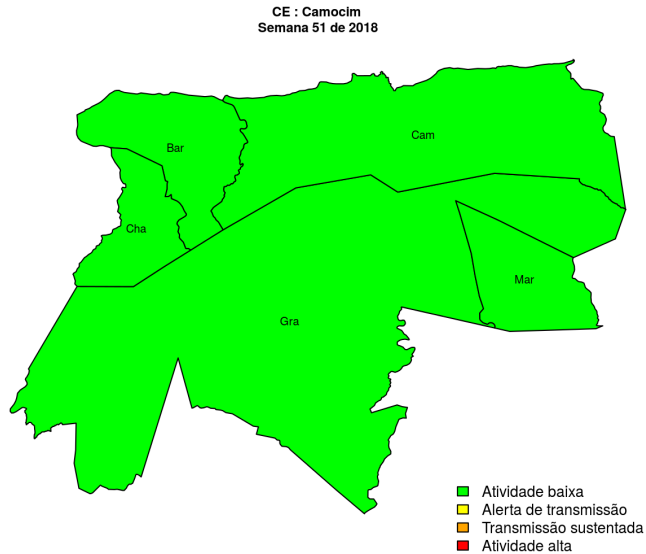 CE : Camocim
Semana 51 de 2018
Cam
Bar
Cha
Mar
Gra
Atividade baixa
Alerta de transmissão
Transmissão sustentada
Atividade alta